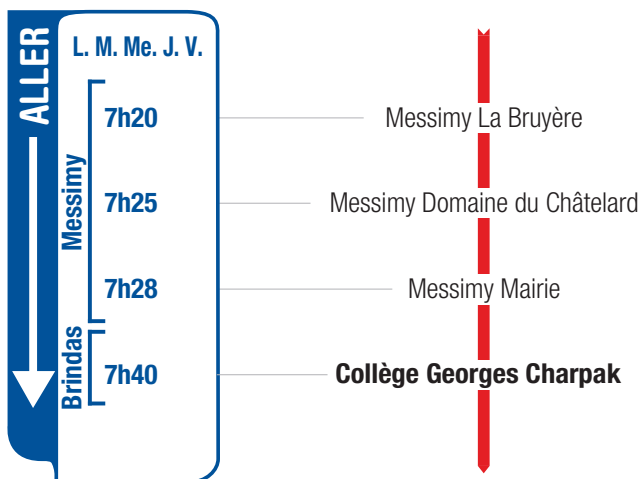 ALLER
L. M. Me. J. V.
Messimy
7h20 Messimy La Bruyère
7h25 Messimy Domaine du Châtelard
7h28 Messimy Mairie
Brindas
7h40 Collège Georges Charpak